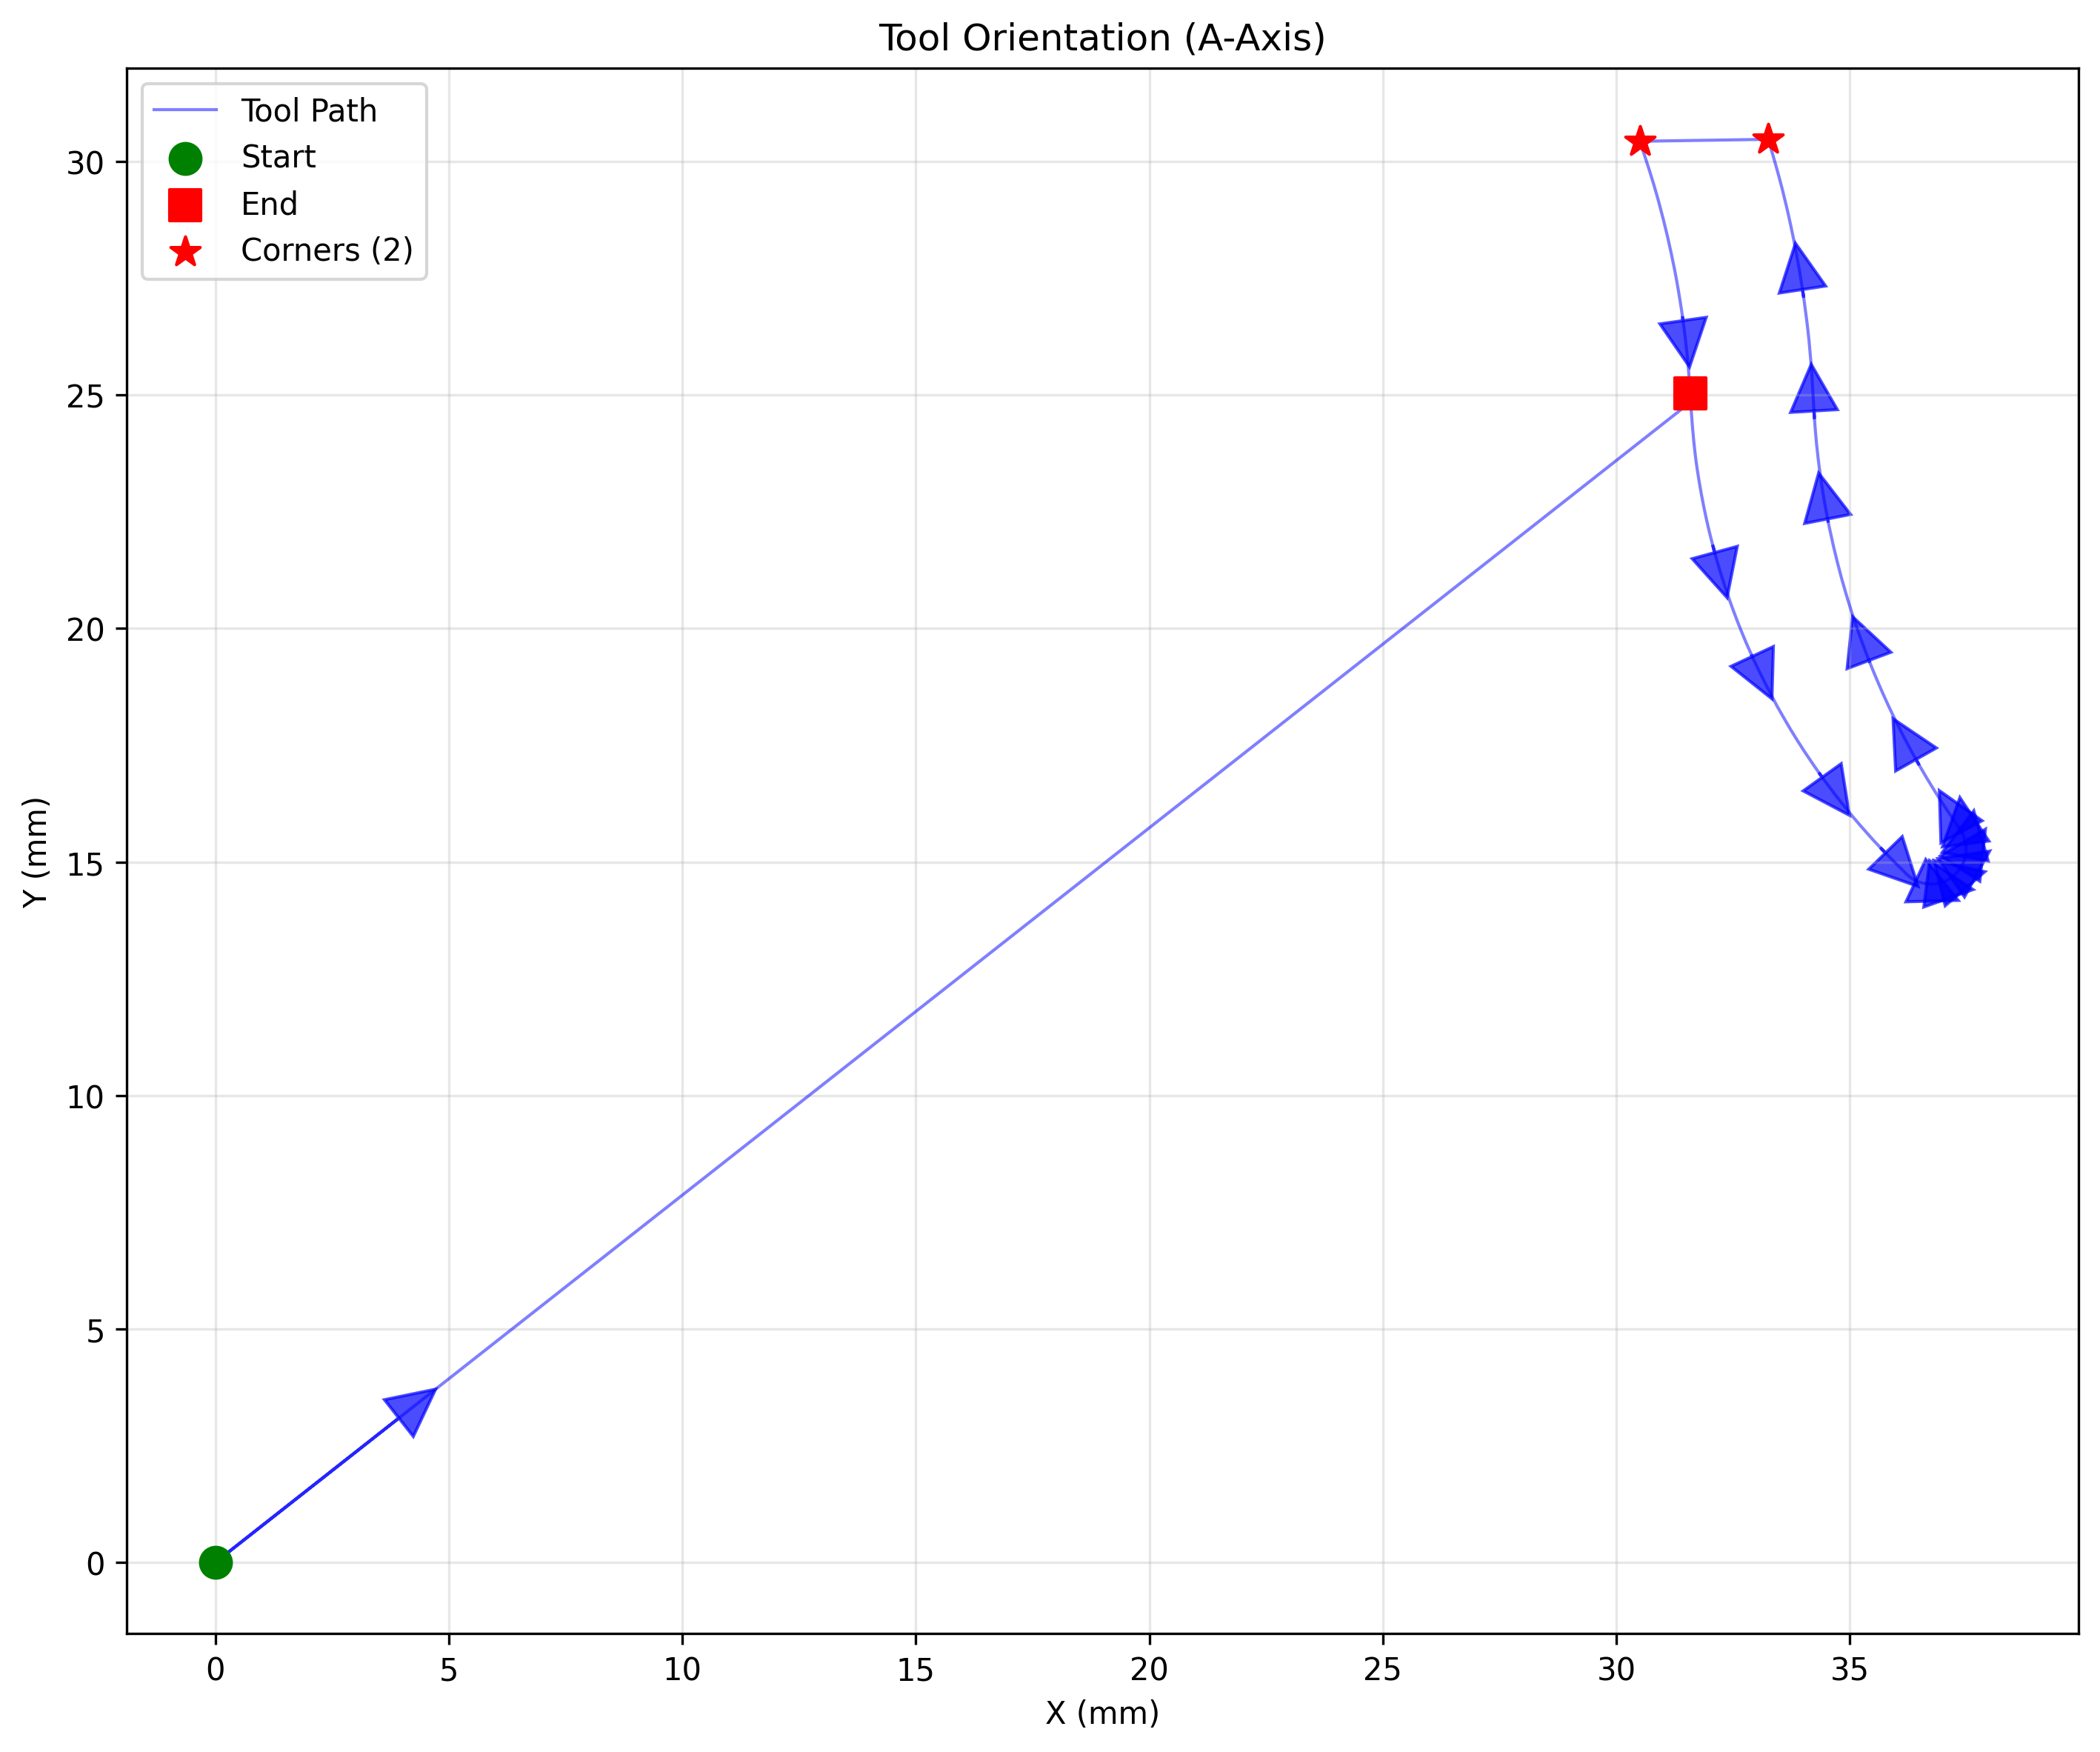 Tool Orientation (A-Axis)
Tool Path
Start
End
Corners (2)
30
25
20
15
10
5
0
Y (mm)
0 5 10 15 20 25 30 35
X (mm)